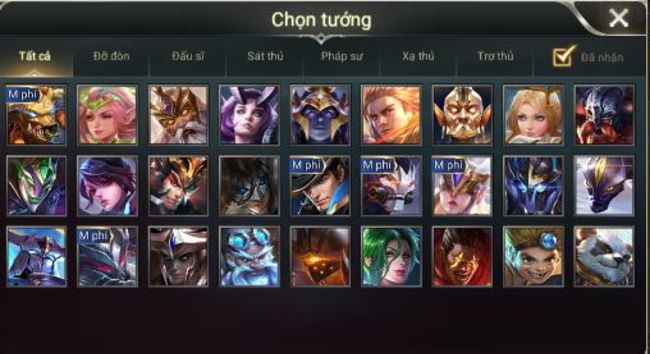 Chọn tướng
Tất cả Đỡ đòn Đấu sĩ Sát thủ Pháp sư Xạ thủ Trợ thủ Đã nhận
M phí
M phí M phí M phí
M phí